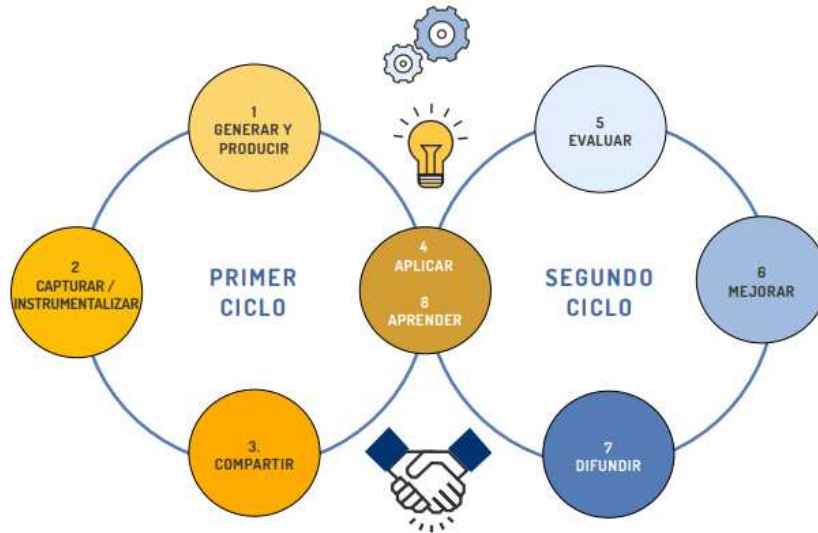 1
GENERAR Y
PRODUCIR
2
CAPTURAR /
INSTRUMENTALIZAR
3.
COMPARTIR
PRIMER
CICLO
4
APLICAR
8
APRENDER
5
EVALUAR
6
MEJORAR
7
DIFUNDIR
SEGUNDO
CICLO